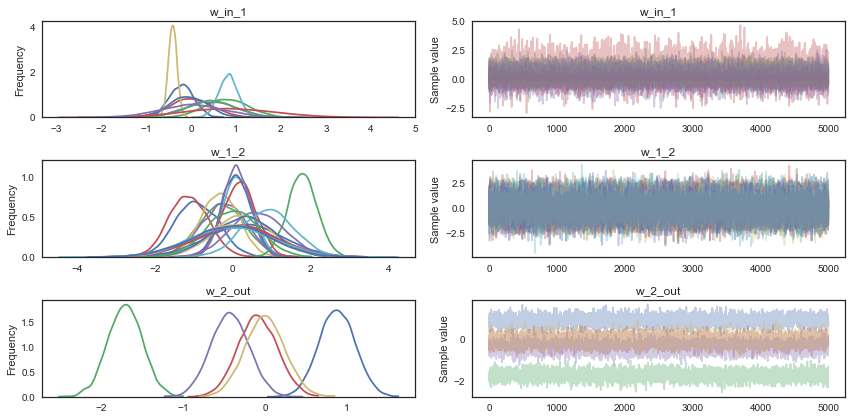 w_in_1
Frequency
4
2
0
−3 −2 −1 0 1 2 3 4 5
w_in_1
Sample value
5.0
2.5
0.0
−2.5
0 1000 2000 3000 4000 5000
w_1_2
Frequency
1.0
0.5
0.0
−4 −2 0 2 4
w_1_2
Sample value
2.5
0.0
−2.5
0 1000 2000 3000 4000 5000
w_2_out
Frequency
1.5
1.0
0.5
0.0
−2 −1 0 1
w_2_out
Sample value
0
−2
0 1000 2000 3000 4000 5000